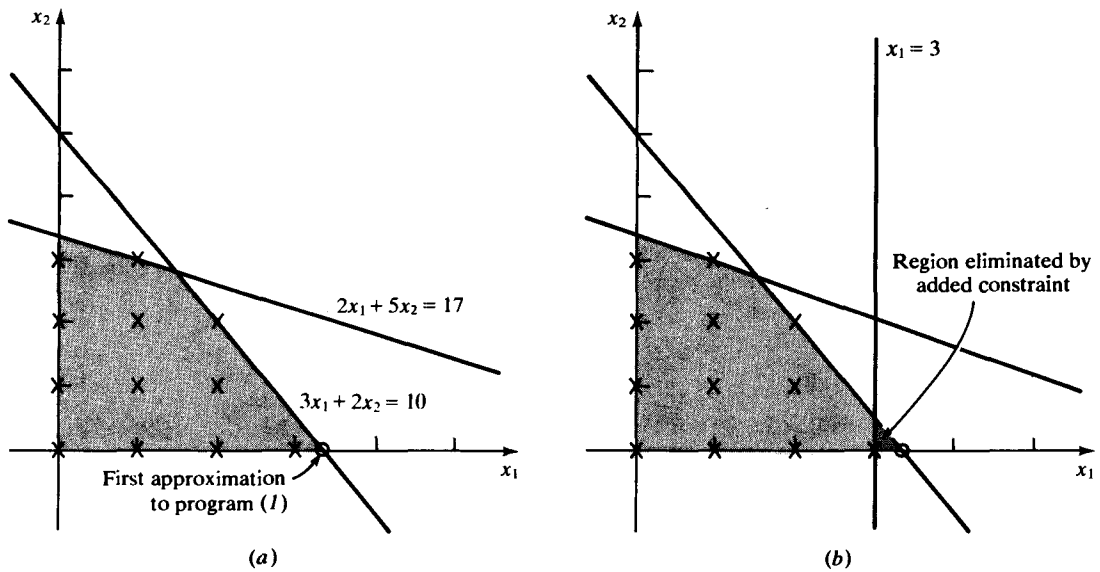 x₂
2x₁ + 5x₂ = 17
3x₁ + 2x₂ = 10
x₁
First approximation
to program (1)
(a)
x₂
x₁ = 3
Region eliminated by
added constraint
x₁
(b)